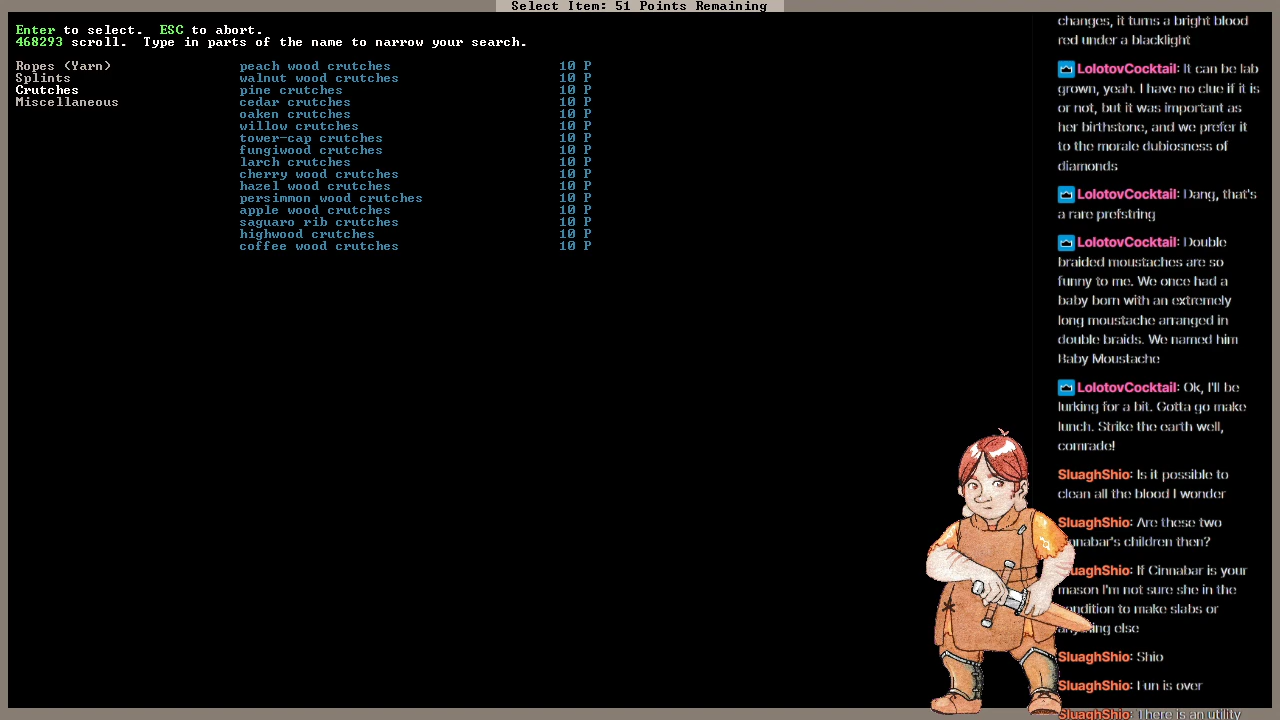 Select Item: 51 Points Remaining
Enter to select.  ESC to abort.
468293 scroll.  Type in parts of the name to narrow your search.
Ropes (Yarn) peach wood crutches 10 P
Splints walnut wood crutches 10 P
Crutches pine crutches 10 P
Miscellaneous cedar crutches 10 P
oaken crutches 10 P
willow crutches 10 P
tower-cap crutches 10 P
fungiwood crutches 10 P
larch crutches 10 P
cherry wood crutches 10 P
hazel wood crutches 10 P
persimmon wood crutches 10 P
apple wood crutches 10 P
saguaro rib crutches 10 P
highwood crutches 10 P
coffee wood crutches 10 P
changes, it turns a bright blood
red under a blacklight
LolotovCocktail: It can be lab
grown, yeah. I have no clue if it is
or not, but it was important as
her birthstone, and we prefer it
to the morale dubiosness of
diamonds
LolotovCocktail: Dang, that's
a rare prefstring
LolotovCocktail: Double
braided moustaches are so
funny to me. We once had a
baby born with an extremely
long moustache arranged in
double braids. We named him
Baby Moustache
LolotovCocktail: Ok, I'll be
lurking for a bit. Gotta go make
lunch. Strike the earth well,
comrade!
SluaghShio: Is it possible to
clean all the blood I wonder
SluaghShio: Are these two
children then?
SluaghShio: If Cinnabar is your
mason I'm not sure she in the
condition to make slabs or
else
SluaghShio: Shio
SluaghShio: Fun is over
SluaghShio: There is an utility